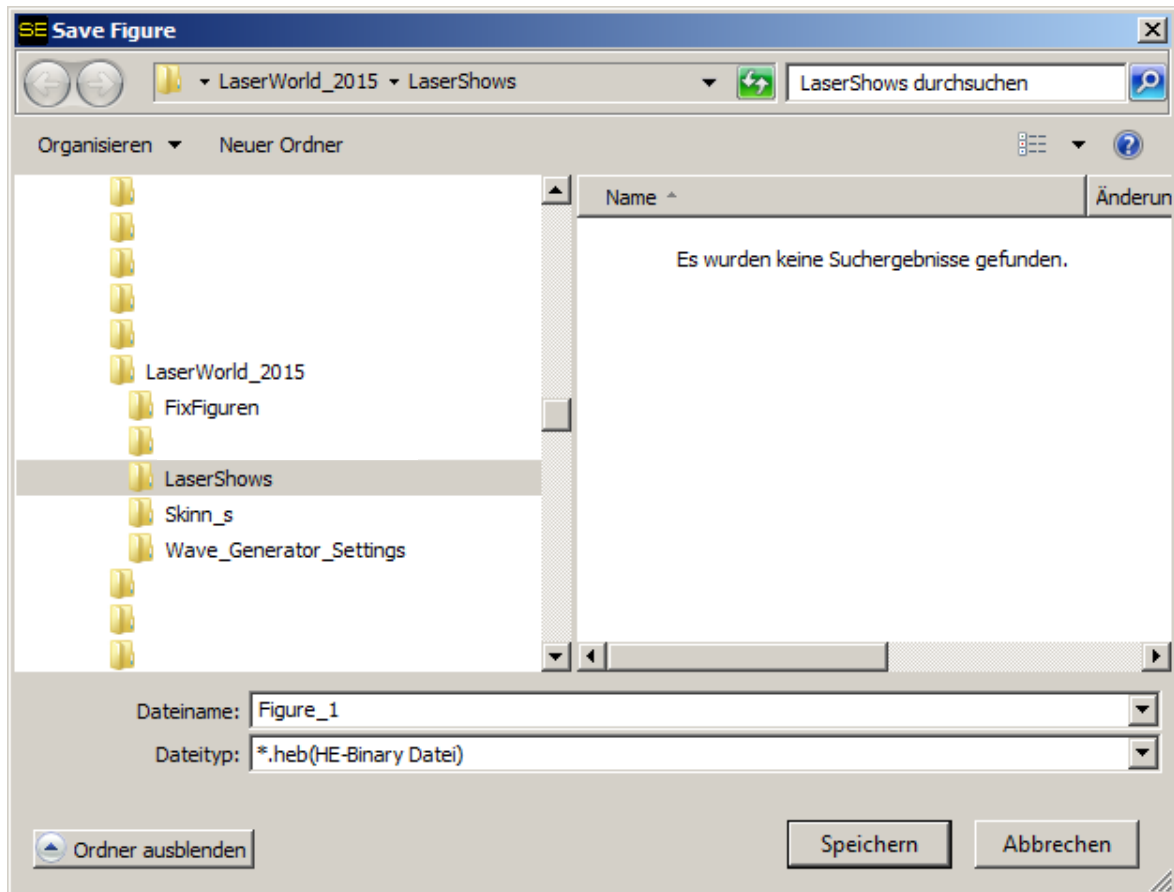 SE Save Figure
LaserWorld_2015 LaserShows LaserShows durchsuchen
Organisieren Neuer Ordner
Name Änderun
Es wurden keine Suchergebnisse gefunden.
LaserWorld_2015
FixFiguren
LaserShows
Skinn_s
Wave_Generator_Settings
Dateiname: Figure_1
Dateityp: *.heb(HE-Binary Datei)
Ordner ausblenden Speichern Abbrechen